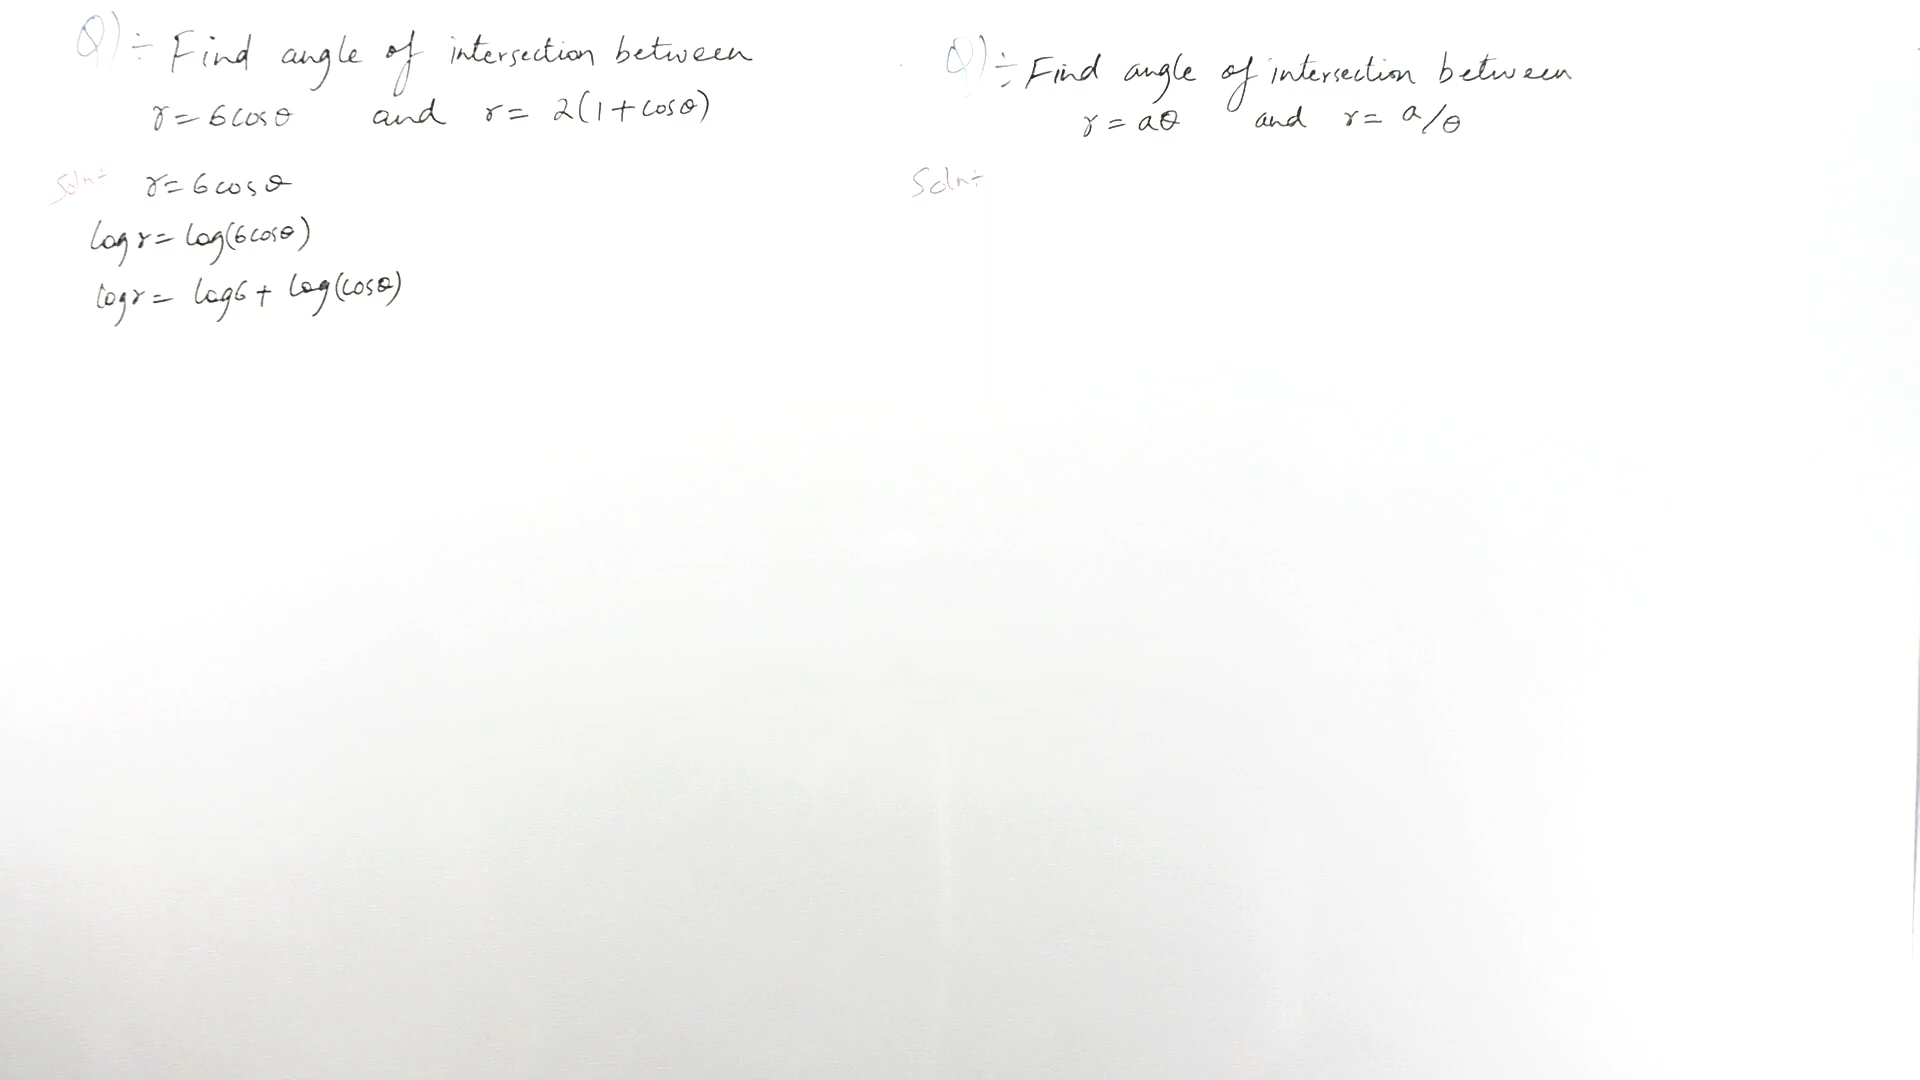 Q) ÷ Find angle of intersection between
r = 6cosθ and r = 2(1+cosθ)
Soln÷ r = 6cosθ
log r = log(6cosθ)
log r = log6 + log(cosθ)
Q) ÷ Find angle of intersection between
r = aθ and r = a/θ
Soln÷